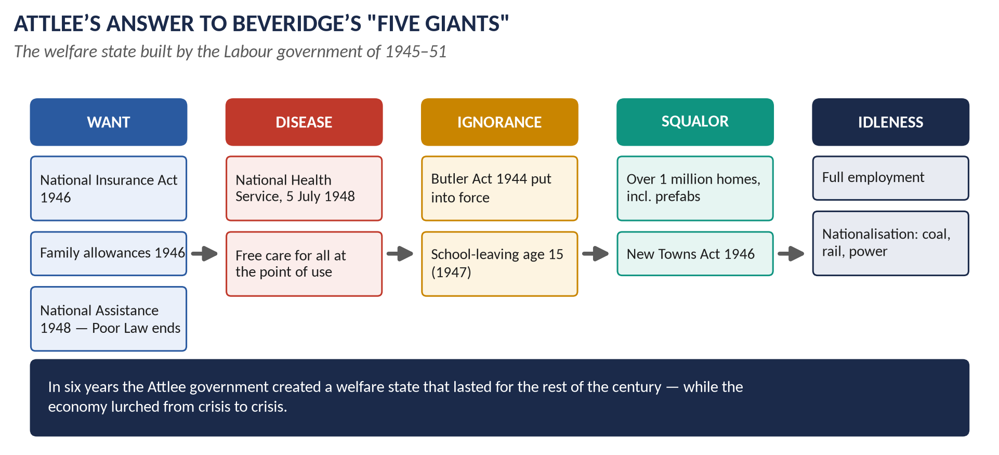 ATTLEE’S ANSWER TO BEVERIDGE’S "FIVE GIANTS"
The welfare state built by the Labour government of 1945–51
WANT
National Insurance Act
1946
Family allowances 1946
National Assistance
1948 — Poor Law ends
DISEASE
National Health
Service, 5 July 1948
Free care for all at
the point of use
IGNORANCE
Butler Act 1944 put
into force
School-leaving age 15
(1947)
SQUALOR
Over 1 million homes,
incl. prefabs
New Towns Act 1946
IDLENESS
Full employment
Nationalisation: coal,
rail, power
In six years the Attlee government created a welfare state that lasted for the rest of the century — while the
economy lurched from crisis to crisis.